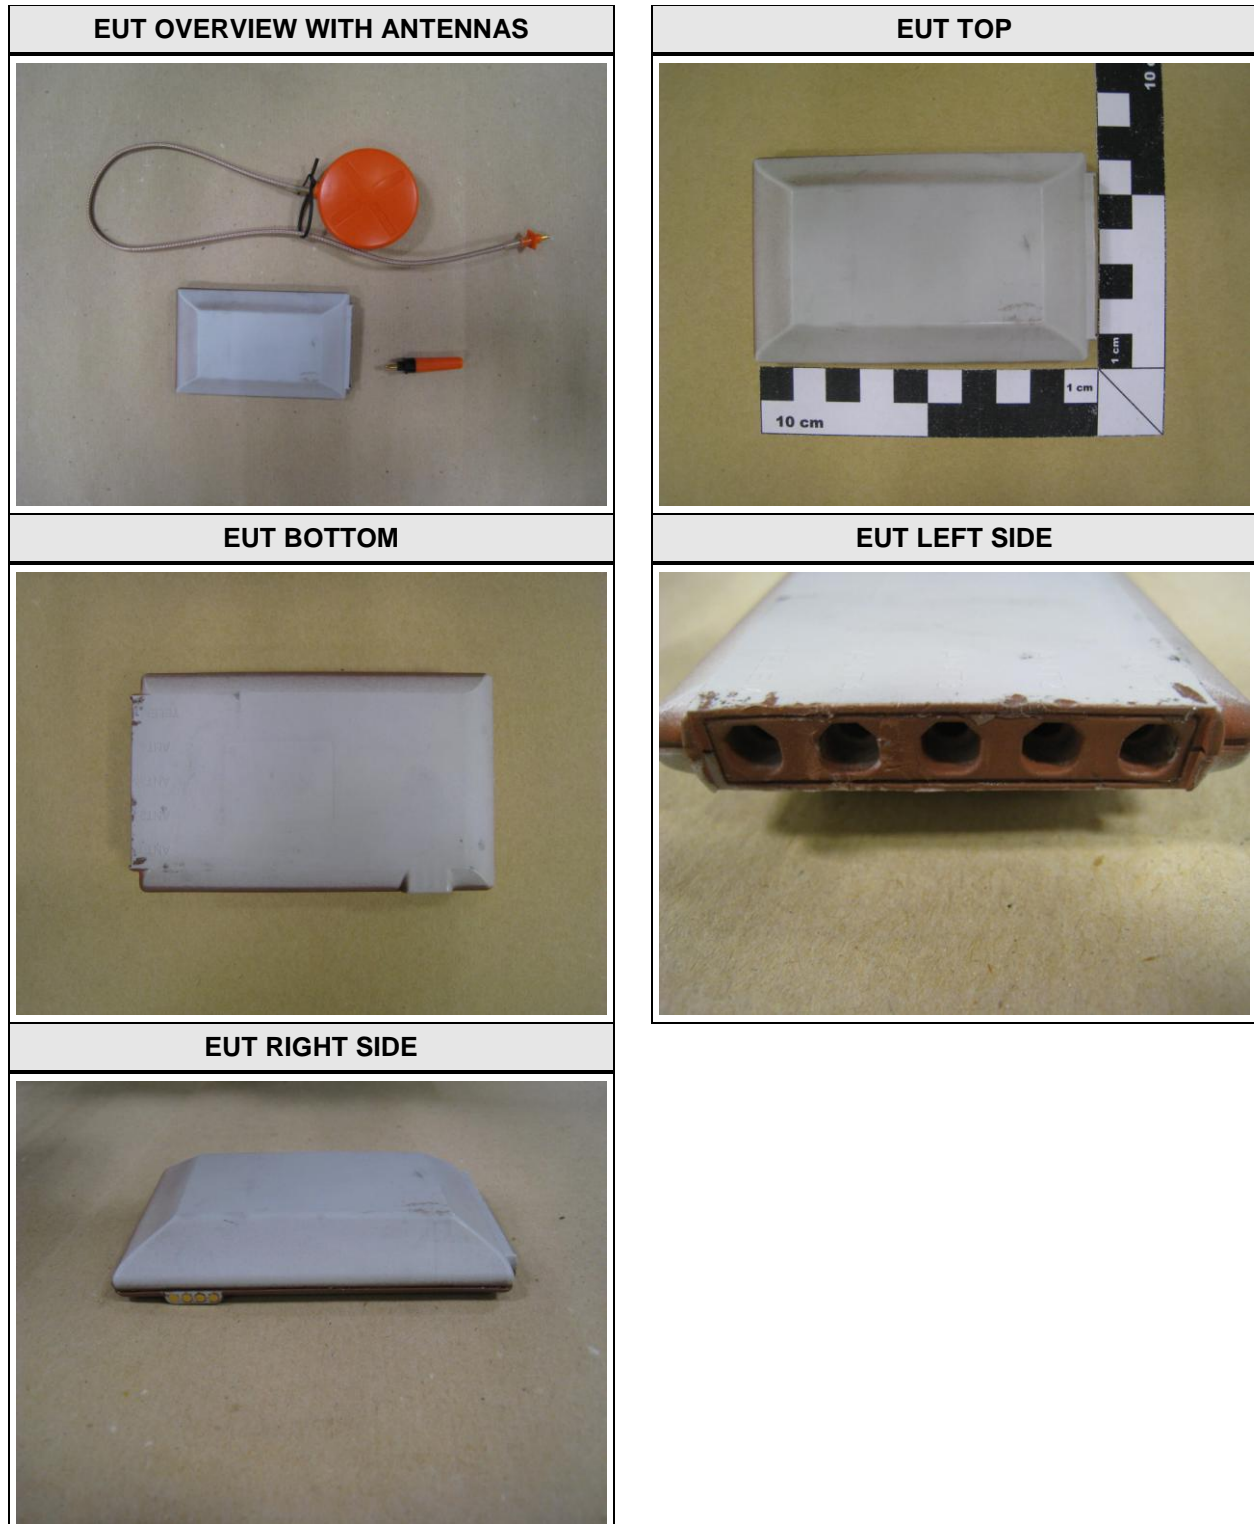 EUT OVERVIEW WITH ANTENNAS
EUT TOP
10 c
1 cm
1 cm
10 cm
EUT BOTTOM
EUT LEFT SIDE
EUT RIGHT SIDE